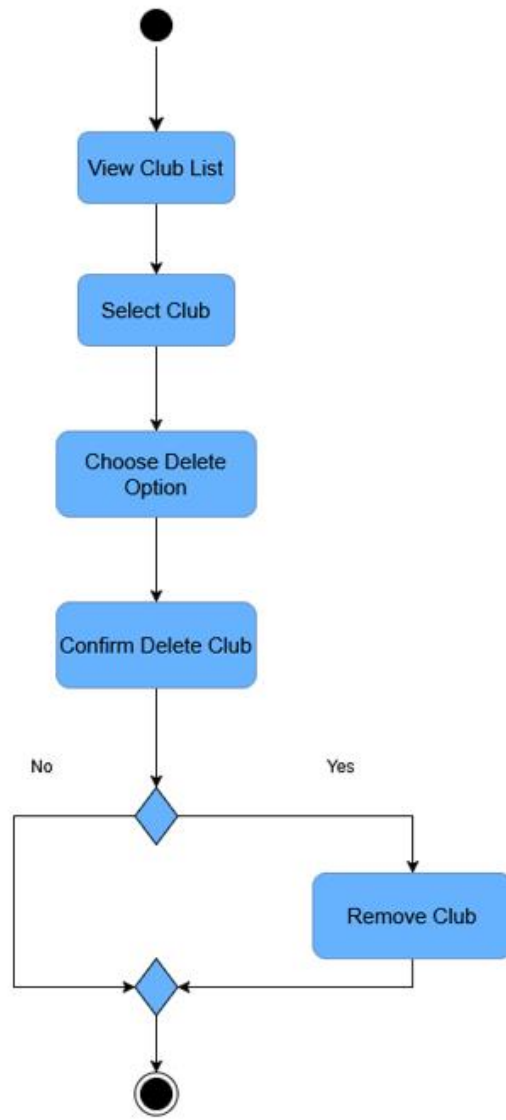 View Club List
Select Club
Choose Delete
Option
Confirm Delete Club
No
Yes
Remove Club